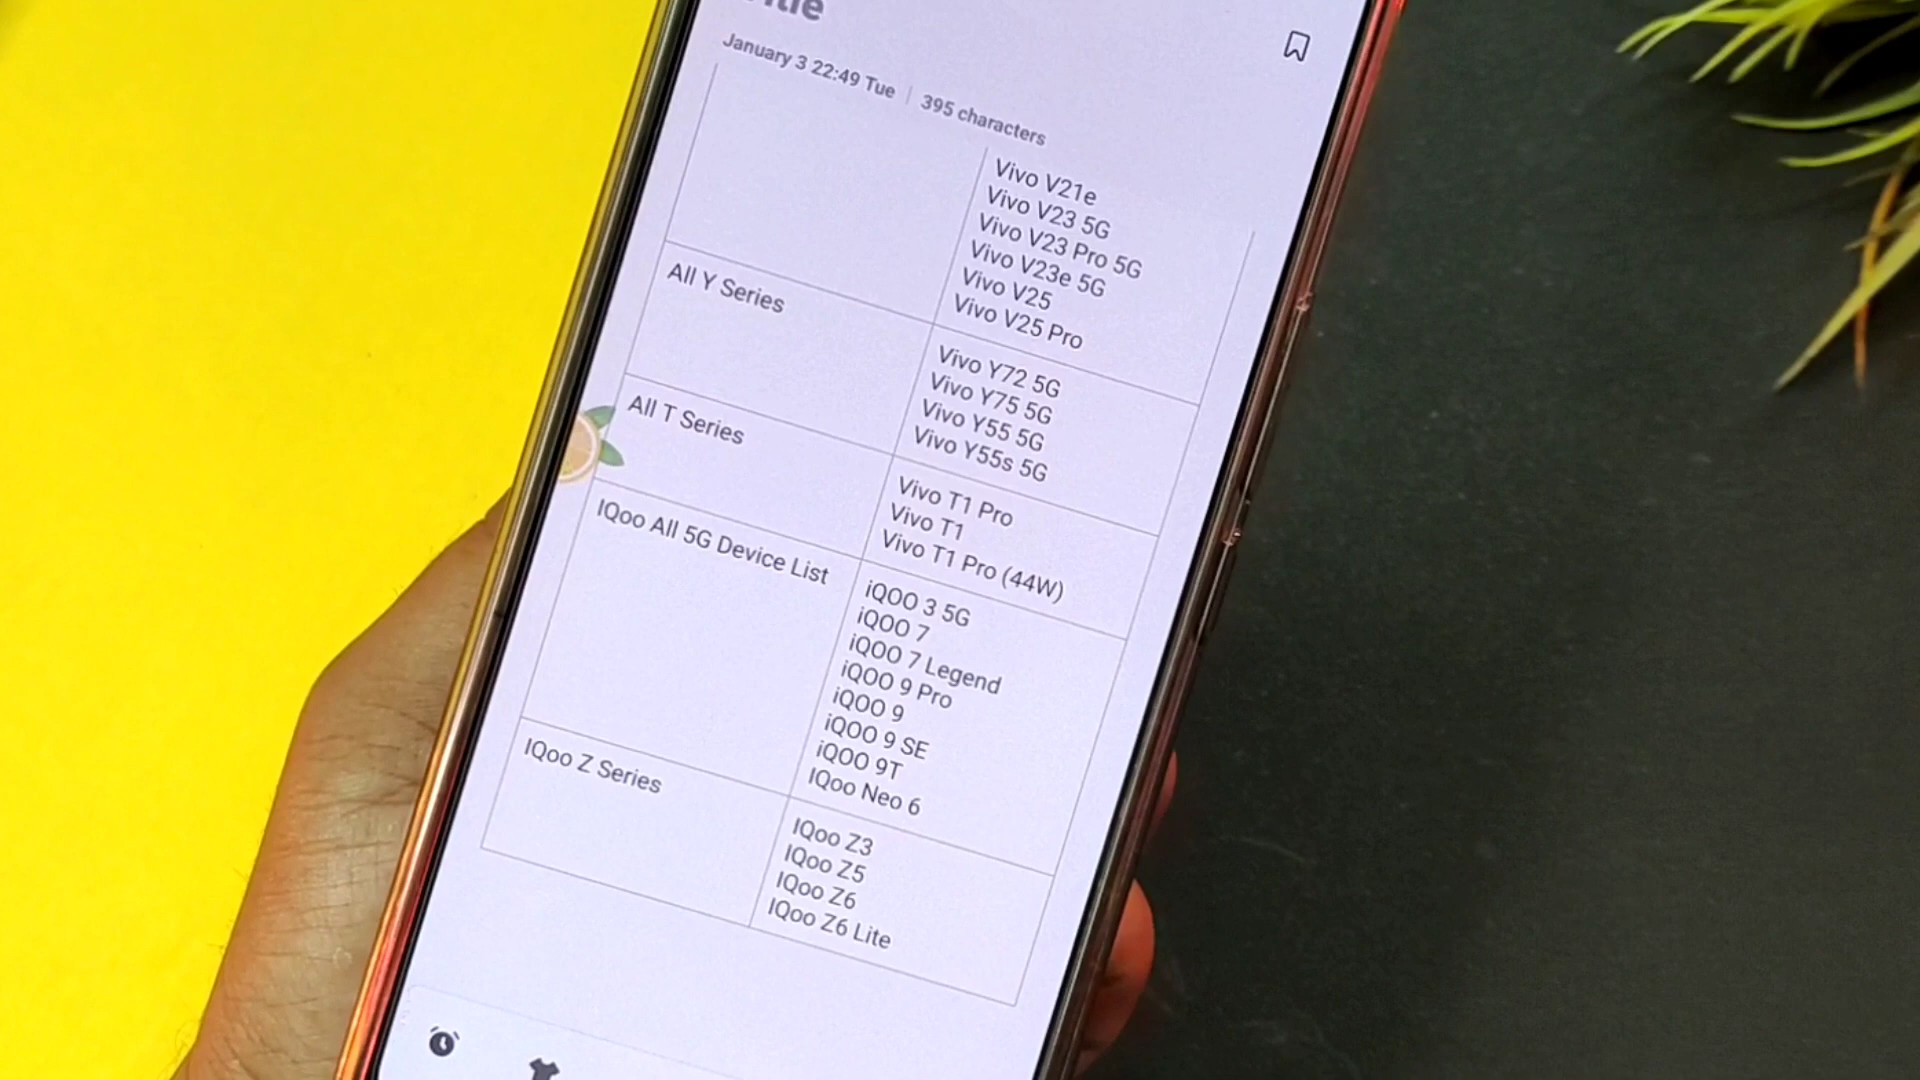 January 3 22:49 Tue | 395 characters
Vivo V21e
Vivo V23 5G
Vivo V23 Pro 5G
Vivo V23e 5G
Vivo V25
Vivo V25 Pro
All Y Series
Vivo Y72 5G
Vivo Y75 5G
Vivo Y55 5G
Vivo Y55s 5G
All T Series
Vivo T1 Pro
Vivo T1
Vivo T1 Pro (44W)
IQoo All 5G Device List
iQOO 3 5G
iQOO 7
iQOO 7 Legend
iQOO 9 Pro
iQOO 9
iQOO 9 SE
iQOO 9T
IQoo Neo 6
IQoo Z Series
IQoo Z3
IQoo Z5
IQoo Z6
IQoo Z6 Lite